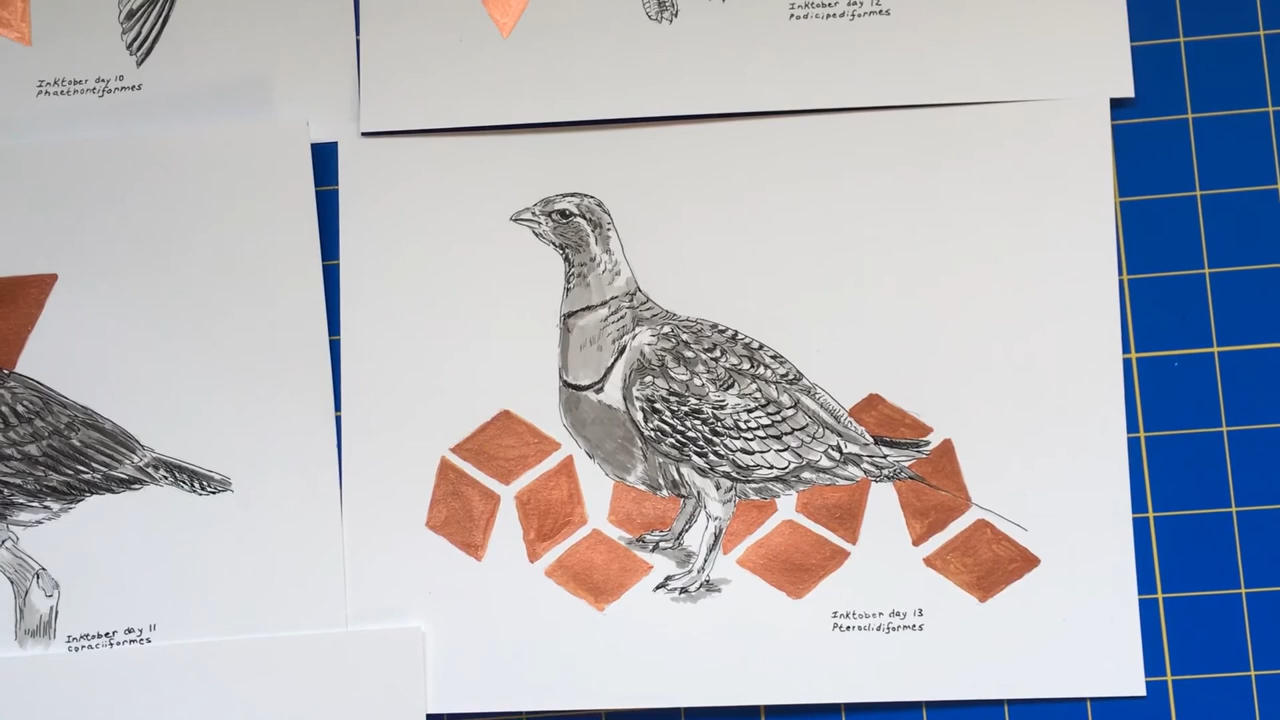 Inktober day 12
Podicipediformes
Inktober day 10
Phaethontiformes
Inktober day 13
Pteroclidiformes
Inktober day 11
Coraciiformes